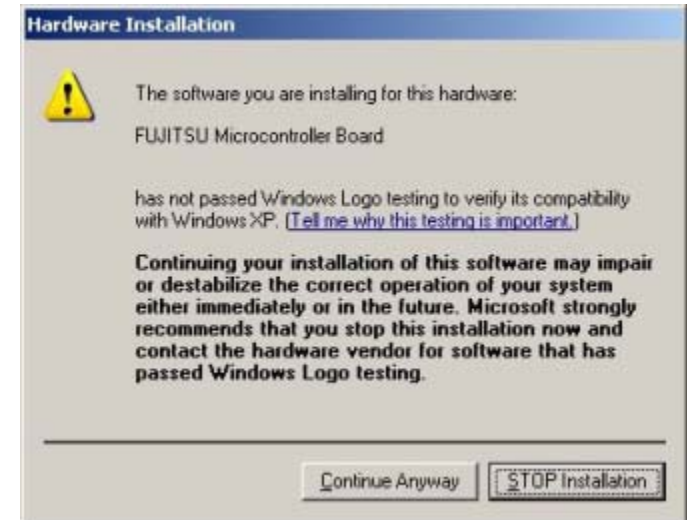 Hardware Installation
The software you are installing for this hardware:
FUJITSU Microcontroller Board
has not passed Windows Logo testing to verify its compatibility
with Windows XP. (Tell me why this testing is important.)
Continuing your installation of this software may impair
or destabilize the correct operation of your system
either immediately or in the future. Microsoft strongly
recommends that you stop this installation now and
contact the hardware vendor for software that has
passed Windows Logo testing.
Continue Anyway STOP Installation